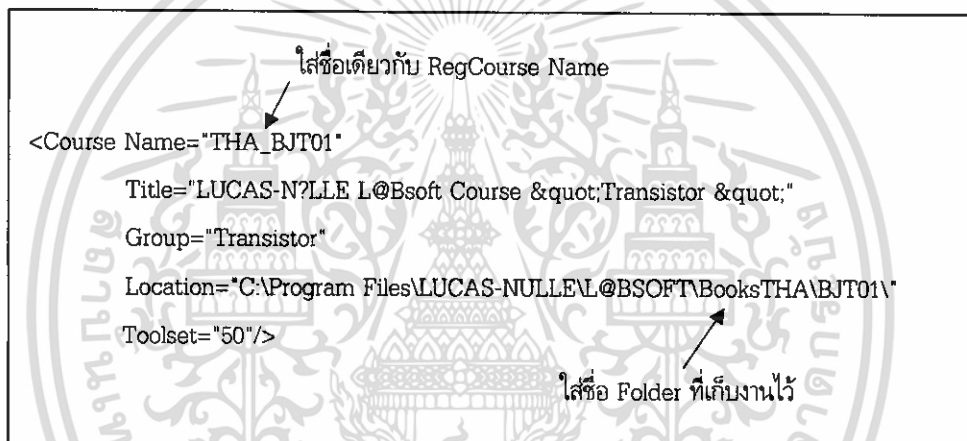 ใส่ชื่อเดียวกับ RegCourse Name
<Course Name="THA_BJT01"
Title="LUCAS-N?LLE L@Bsoft Course &quot;Transistor &quot;"
Group="Transistor"
Location="C:\Program Files\LUCAS-NULLE\L@BSOFT\BooksTHA\BJT01\"
Toolset="50"/>
ใส่ชื่อ Folder ที่เก็บงานไว้